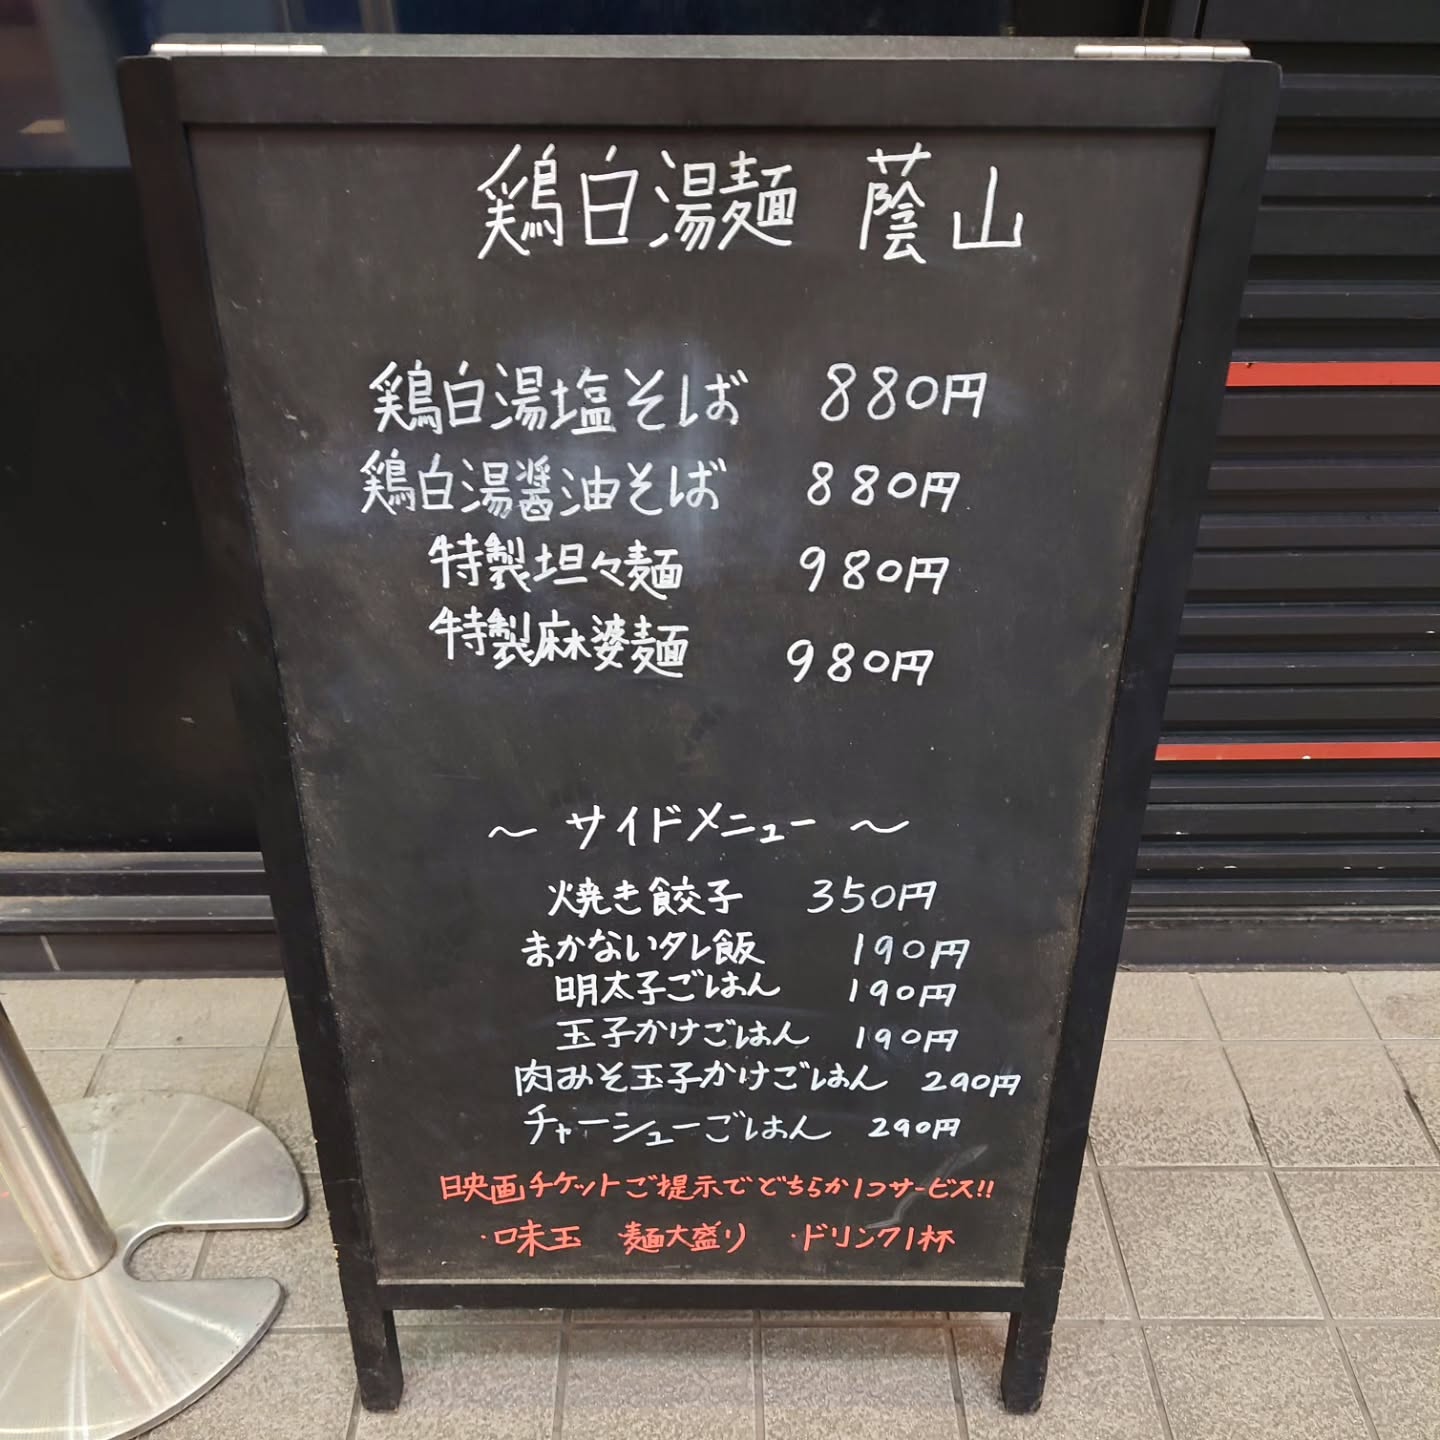 鶏白湯麺 蔭山
鶏白湯塩そば 880円
鶏白湯醤油そば 880円
特製坦々麺 980円
特製麻婆麺 980円
〜 サイドメニュー 〜
焼き餃子 350円
まかないタレ飯 190円
明太子ごはん 190円
玉子かけごはん 190円
肉みそ玉子かけごはん 290円
チャーシューごはん 290円
映画チケットご提示でどちらか1つサービス!!
・味玉 ・麺大盛り ・ドリンク1杯